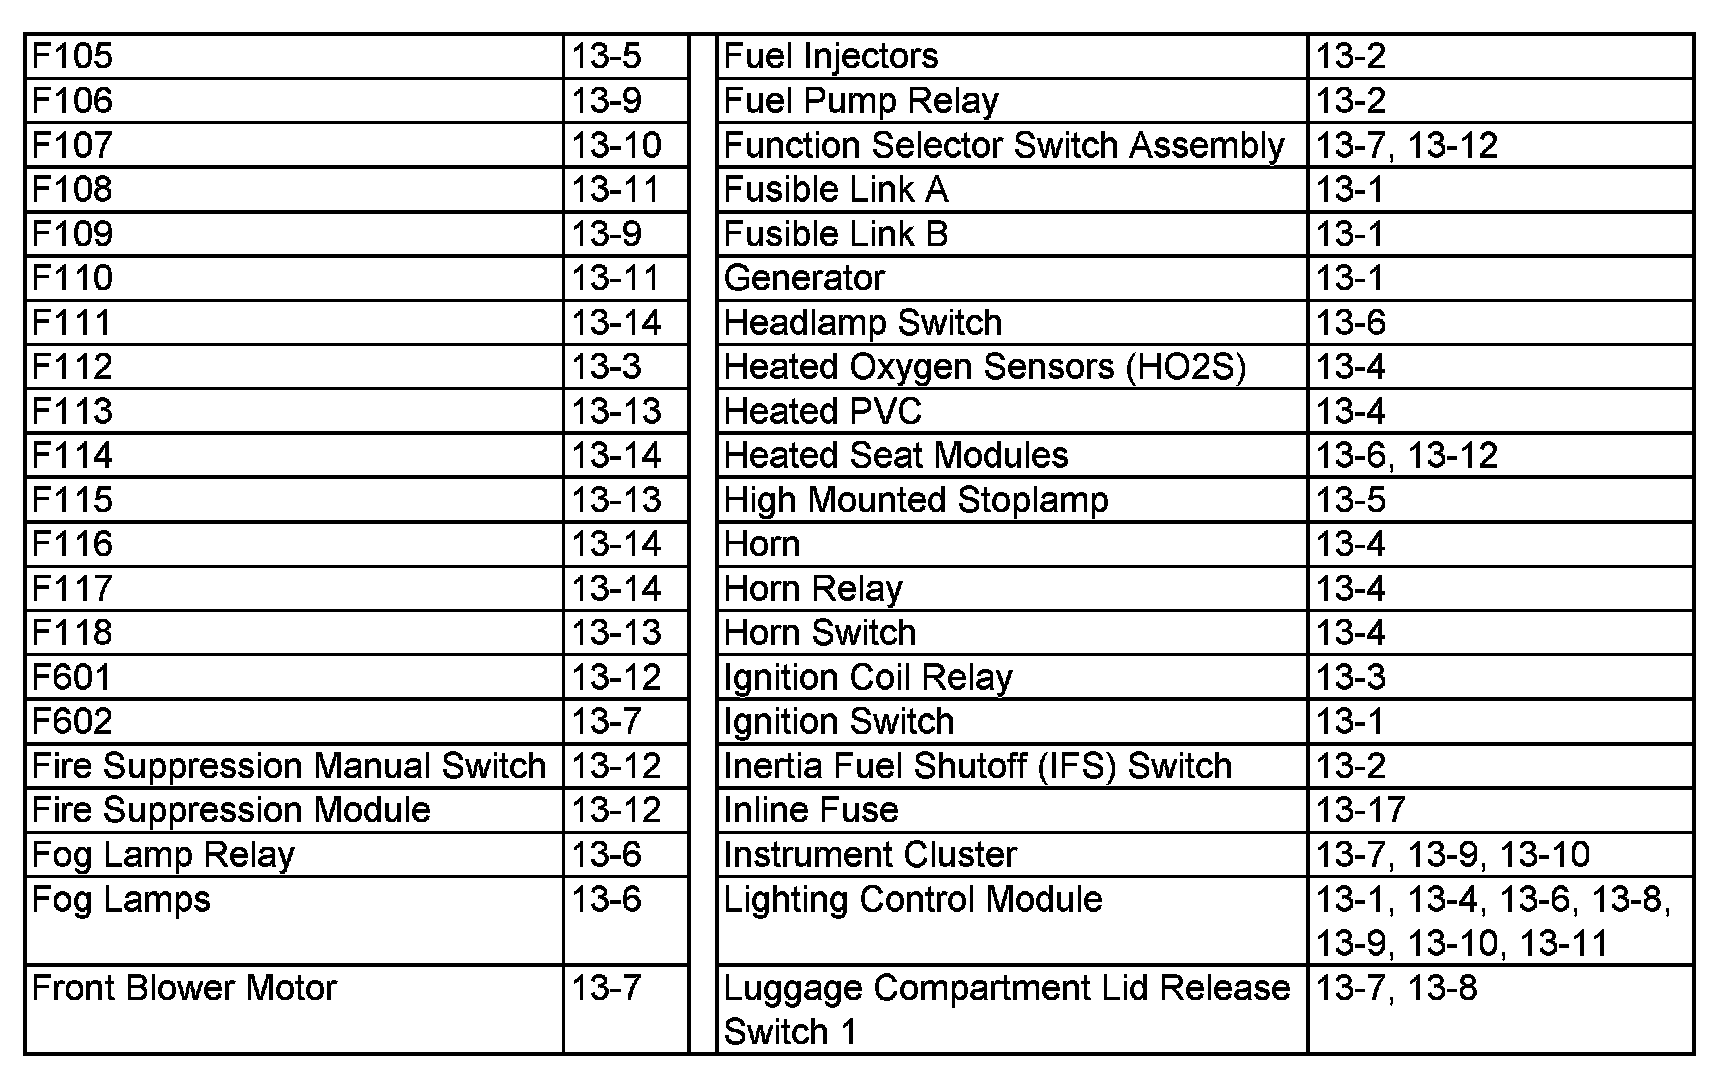 F105 13-5 Fuel Injectors 13-2
F106 13-9 Fuel Pump Relay 13-2
F107 13-10 Function Selector Switch Assembly 13-7, 13-12
F108 13-11 Fusible Link A 13-1
F109 13-9 Fusible Link B 13-1
F110 13-11 Generator 13-1
F111 13-14 Headlamp Switch 13-6
F112 13-3 Heated Oxygen Sensors (HO2S) 13-4
F113 13-13 Heated PVC 13-4
F114 13-14 Heated Seat Modules 13-6, 13-12
F115 13-13 High Mounted Stoplamp 13-5
F116 13-14 Horn 13-4
F117 13-14 Horn Relay 13-4
F118 13-13 Horn Switch 13-4
F601 13-12 Ignition Coil Relay 13-3
F602 13-7 Ignition Switch 13-1
Fire Suppression Manual Switch 13-12 Inertia Fuel Shutoff (IFS) Switch 13-2
Fire Suppression Module 13-12 Inline Fuse 13-17
Fog Lamp Relay 13-6 Instrument Cluster 13-7, 13-9, 13-10
Fog Lamps 13-6 Lighting Control Module 13-1, 13-4, 13-6, 13-8,
13-9, 13-10, 13-11
Front Blower Motor 13-7 Luggage Compartment Lid Release 13-7, 13-8
Switch 1